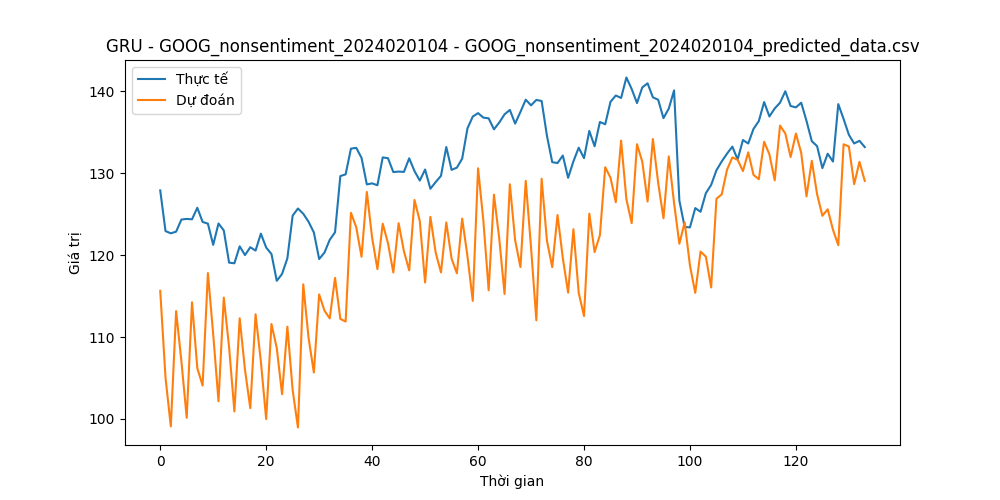 GRU - GOOG_nonsentiment_2024020104 - GOOG_nonsentiment_2024020104_predicted_data.csv
Thực tế
Dự đoán
140
130
120
110
100
Giá trị
0 20 40 60 80 100 120
Thời gian